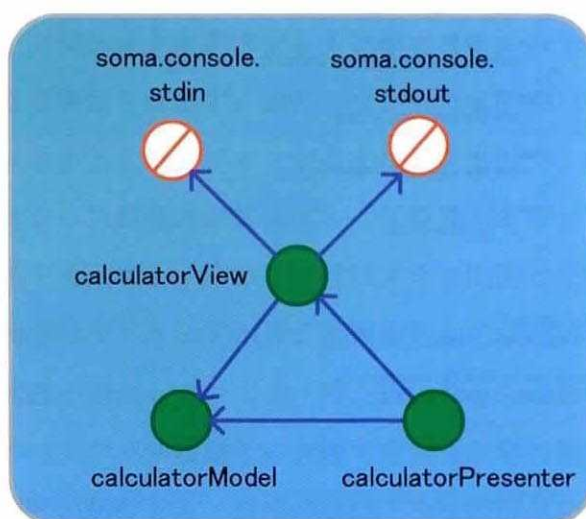 soma.console.
stdin
soma.console.
stdout
calculatorView
calculatorModel
calculatorPresenter